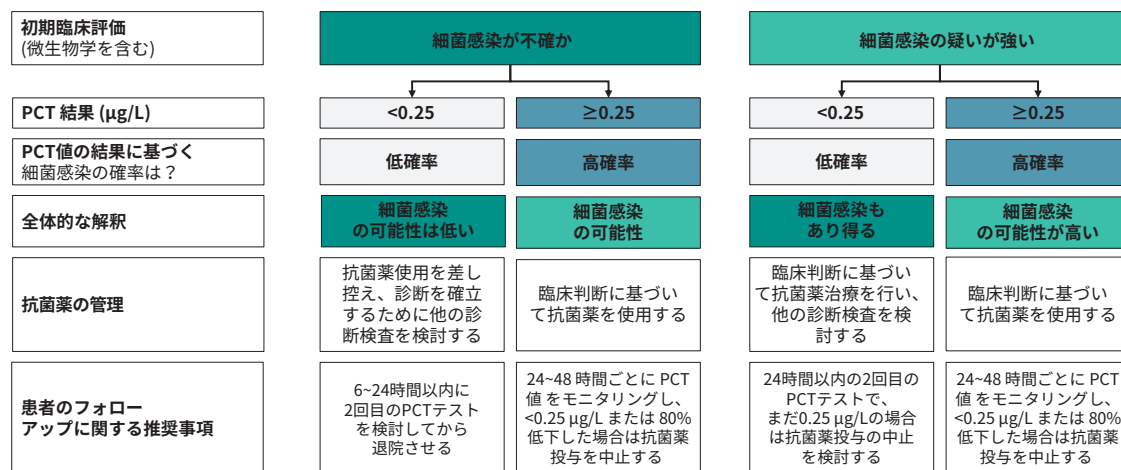 初期臨床評価
(微生物学を含む)
細菌感染が不確か
細菌感染の疑いが強い
PCT 結果 (μg/L)
<0.25
≥0.25
<0.25
≥0.25
PCT値の結果に基づく
細菌感染の確率は？
低確率
高確率
低確率
高確率
全体的な解釈
細菌感染
の可能性は低い
細菌感染
の可能性
細菌感染も
あり得る
細菌感染
の可能性が高い
抗菌薬の管理
抗菌薬使用を差し
控え、診断を確立
するために他の診
断検査を検討する
臨床判断に基づい
て抗菌薬を使用する
臨床判断に基づい
て抗菌薬治療を行い、
他の診断検査を検
討する
臨床判断に基づい
て抗菌薬を使用する
患者のフォロー
アップに関する推奨事項
6~24時間以内に
2回目のPCTテスト
を検討してから
退院させる
24~48 時間ごとに PCT
値 をモニタリングし、
<0.25 μg/L または 80%
低下した場合は抗菌薬
投与を中止する
24時間以内の2回目の
PCTテストで、
まだ0.25 μg/Lの場合
は抗菌薬投与の中止
を検討する
24~48 時間ごとに PCT
値 をモニタリングし、
<0.25 μg/L または 80%
低下した場合は抗菌薬
投与を中止する